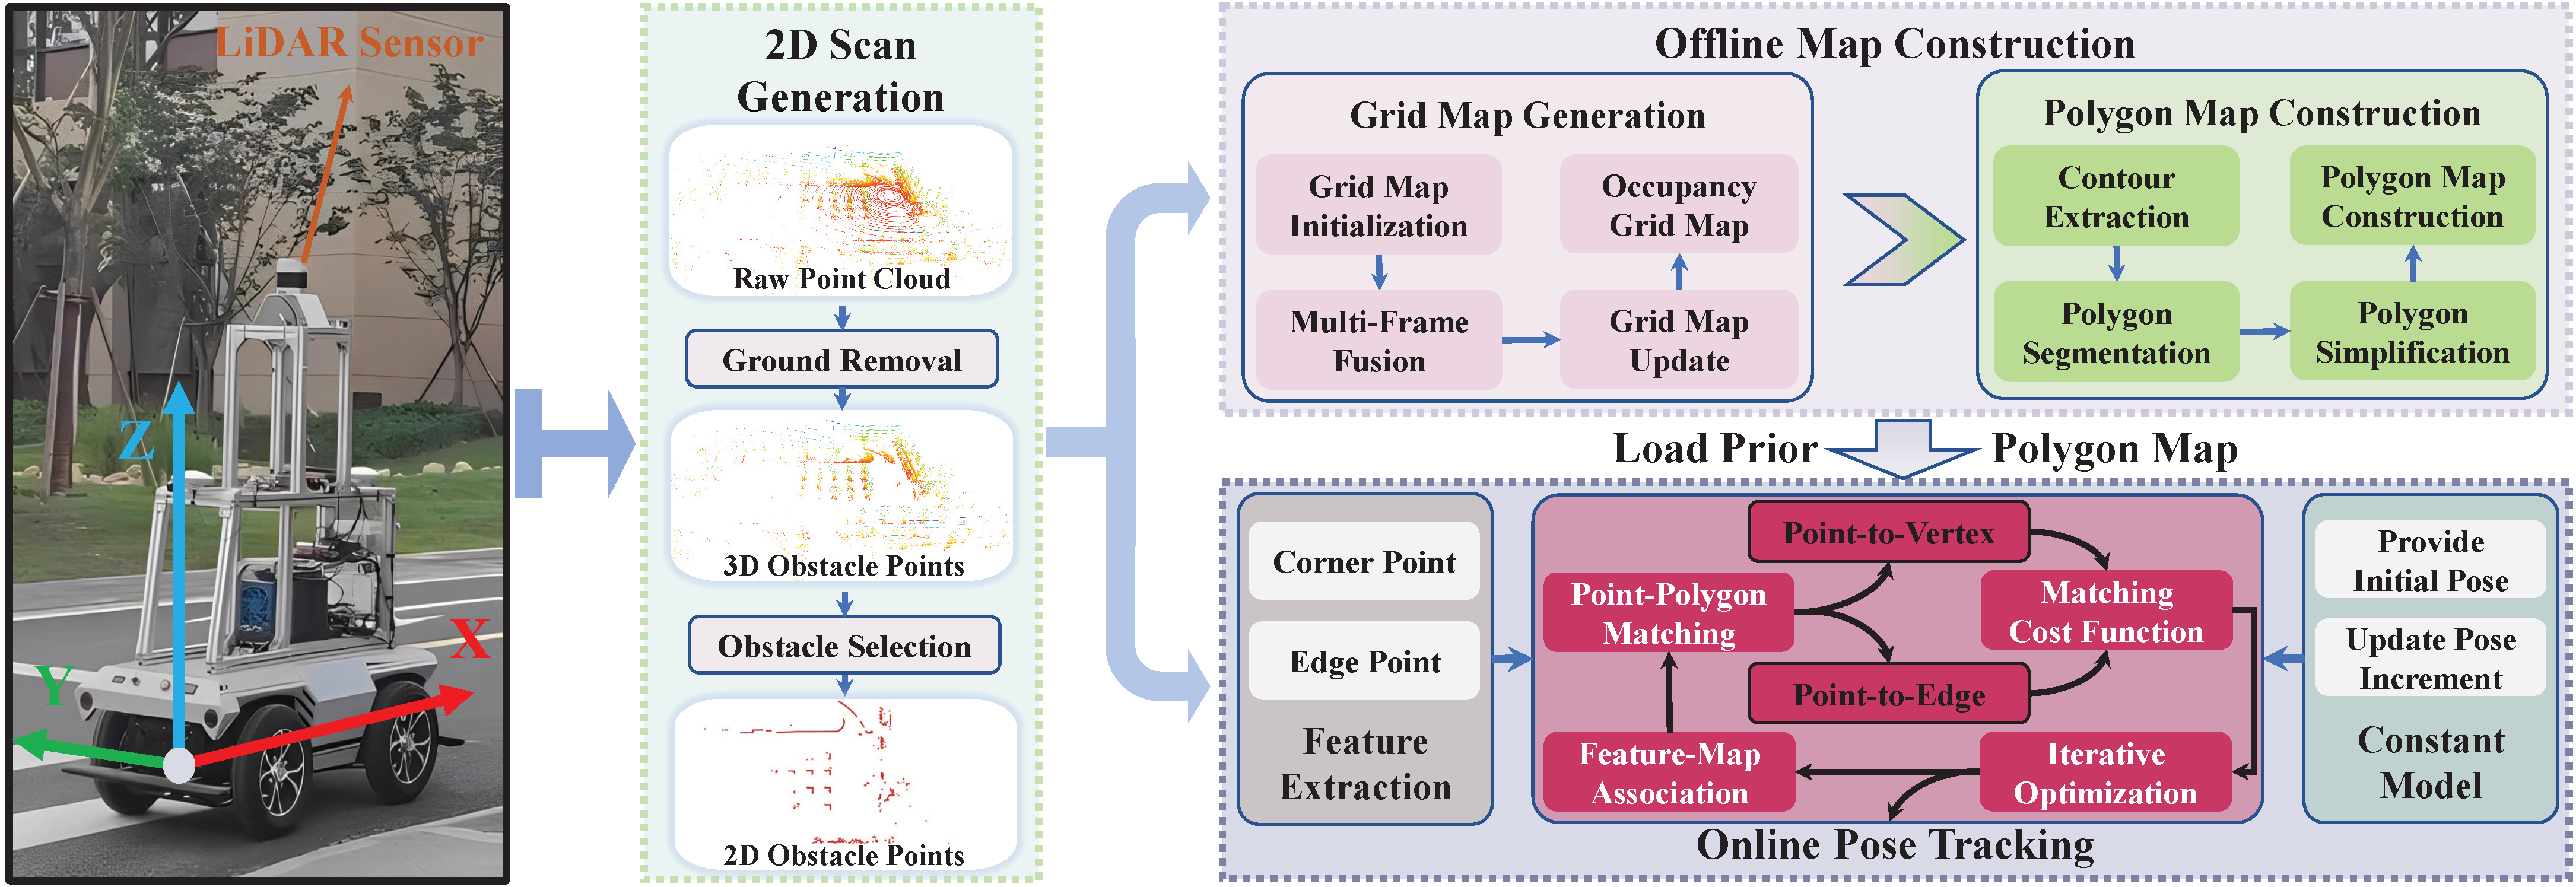 LiDAR Sensor
Z
X
Y
2D Scan
Generation
Raw Point Cloud
Ground Removal
3D Obstacle Points
Obstacle Selection
2D Obstacle Points
Offline Map Construction
Grid Map Generation
Grid Map
Initialization
Occupancy
Grid Map
Multi-Frame
Fusion
Grid Map
Update
Polygon Map Construction
Contour
Extraction
Polygon Map
Construction
Polygon
Segmentation
Polygon
Simplification
Load Prior
Polygon Map
Corner Point
Edge Point
Feature
Extraction
Point-to-Vertex
Point-Polygon
Matching
Matching
Cost Function
Point-to-Edge
Feature-Map
Association
Iterative
Optimization
Online Pose Tracking
Provide
Initial Pose
Update Pose
Increment
Constant
Model